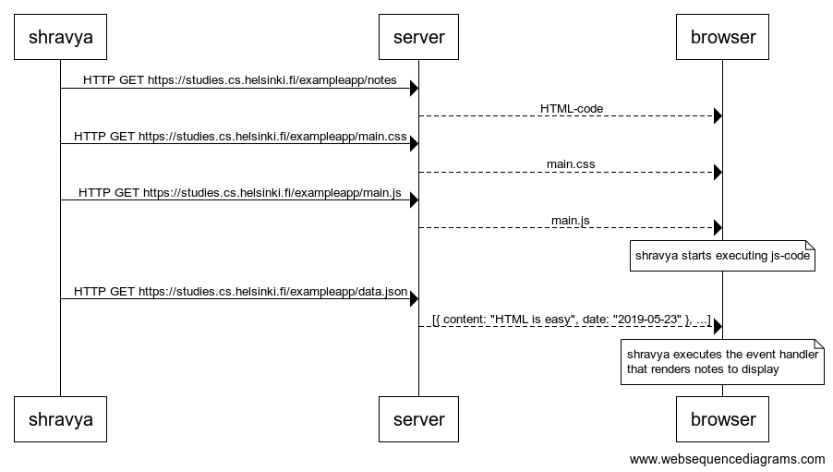 shravya server browser
HTTP GET https://studies.cs.helsinki.fi/exampleapp/notes
HTML-code
HTTP GET https://studies.cs.helsinki.fi/exampleapp/main.css
main.css
HTTP GET https://studies.cs.helsinki.fi/exampleapp/main.js
main.js
shravya starts executing js-code
HTTP GET https://studies.cs.helsinki.fi/exampleapp/data.json
[{ content: "HTML is easy", date: "2019-05-23" }, ...]
shravya executes the event handler
that renders notes to display
shravya server browser
www.websequencediagrams.com